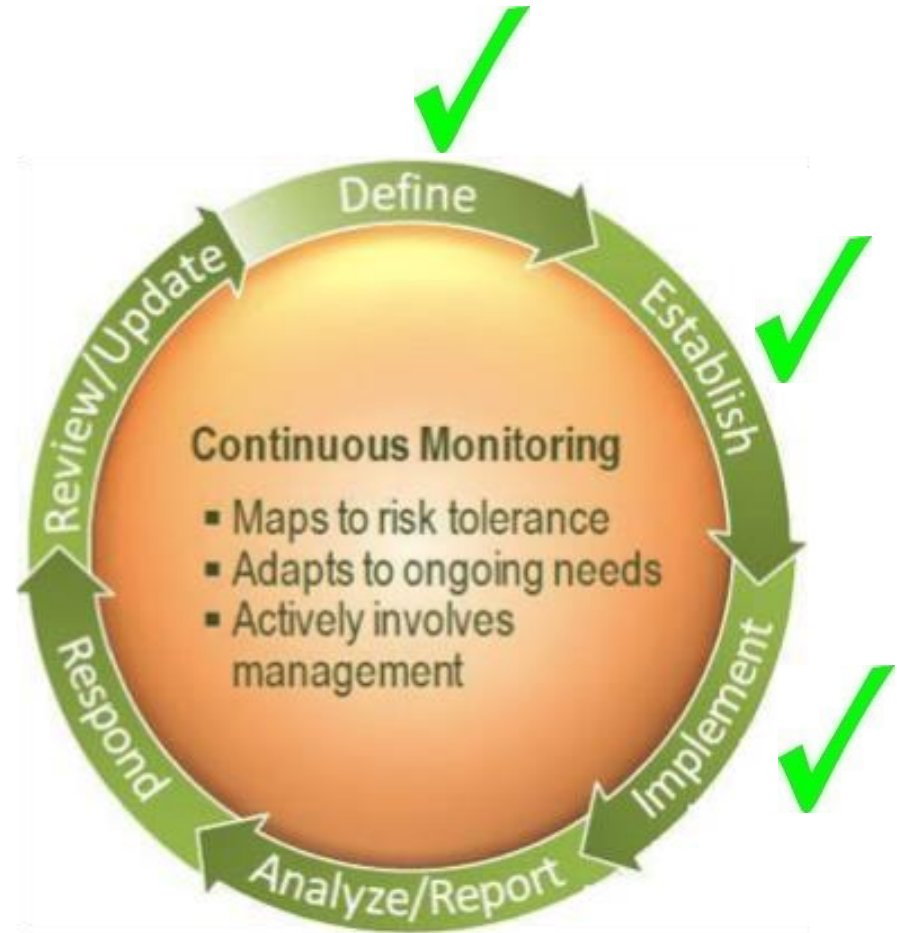 Define
Establish
Implement
Analyze/Report
Respond
Review/Update
Continuous Monitoring
▪ Maps to risk tolerance
▪ Adapts to ongoing needs
▪ Actively involves
management